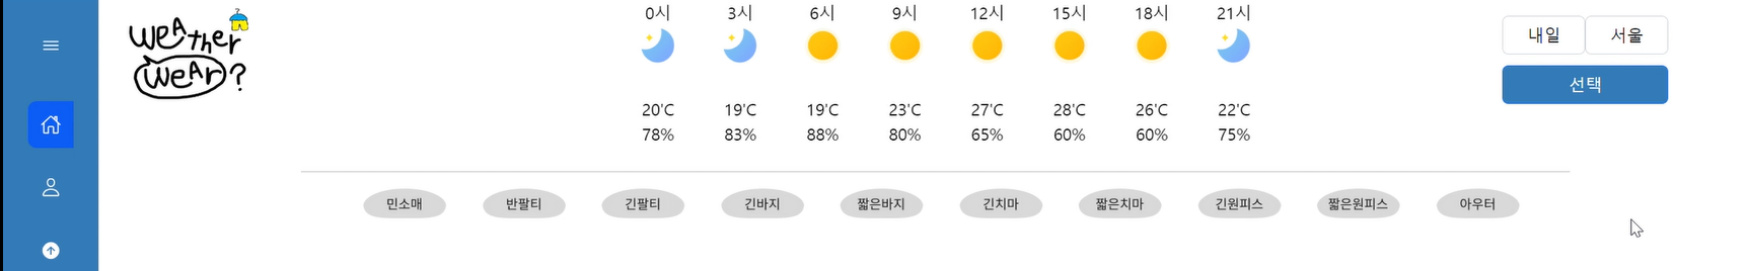 weAther
weAr?
0시 3시 6시 9시 12시 15시 18시 21시
20'C 19'C 19'C 23'C 27'C 28'C 26'C 22'C
78% 83% 88% 80% 65% 60% 60% 75%
내일 서울
선택
민소매 반팔티 긴팔티 긴바지 짧은바지 긴치마 짧은치마 긴원피스 짧은원피스 아우터